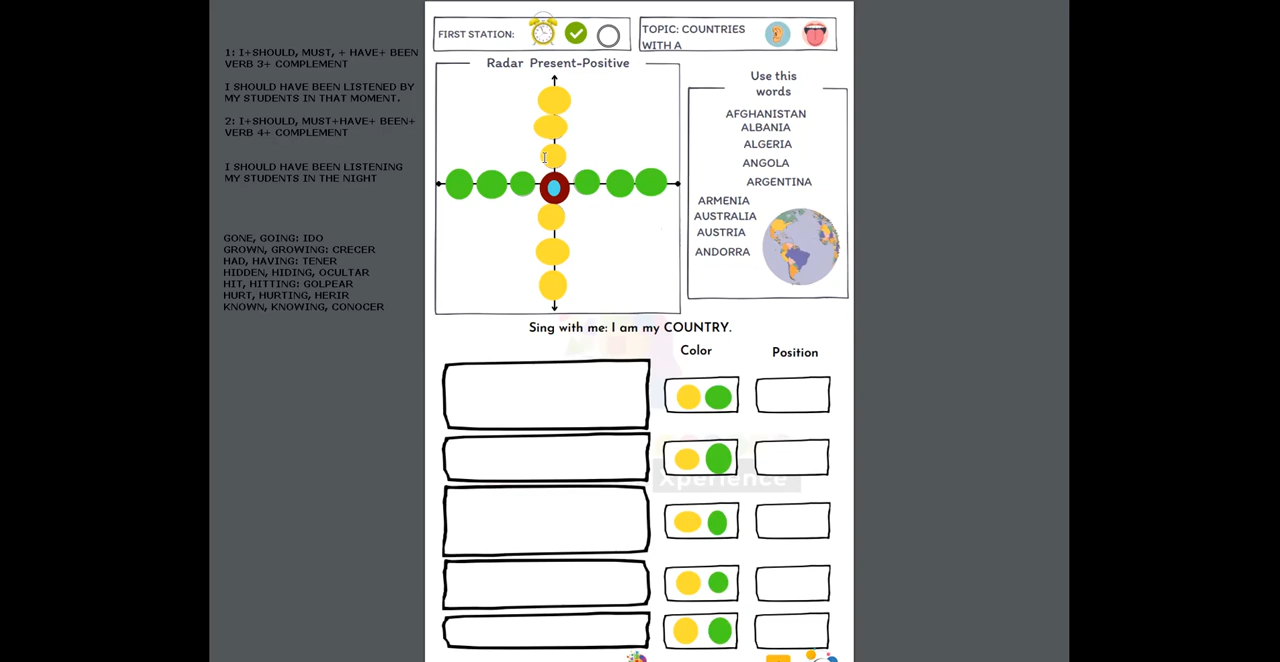 1: I+SHOULD, MUST, + HAVE+ BEEN
VERB 3+ COMPLEMENT
I SHOULD HAVE BEEN LISTENED BY
MY STUDENTS IN THAT MOMENT.
2: I+SHOULD, MUST+HAVE+ BEEN+
VERB 4+ COMPLEMENT
I SHOULD HAVE BEEN LISTENING
MY STUDENTS IN THE NIGHT
GONE, GOING: IDO
GROWN, GROWING: CRECER
HAD, HAVING: TENER
HIDDEN, HIDING, OCULTAR
HIT, HITTING: GOLPEAR
HURT, HURTING, HERIR
KNOWN, KNOWING, CONOCER
FIRST STATION:
TOPIC: COUNTRIES
WITH A
Radar Present-Positive
Use this
words
AFGHANISTAN
ALBANIA
ALGERIA
ANGOLA
ARGENTINA
ARMENIA
AUSTRALIA
AUSTRIA
ANDORRA
Sing with me: I am my COUNTRY.
Color
Position
xperience